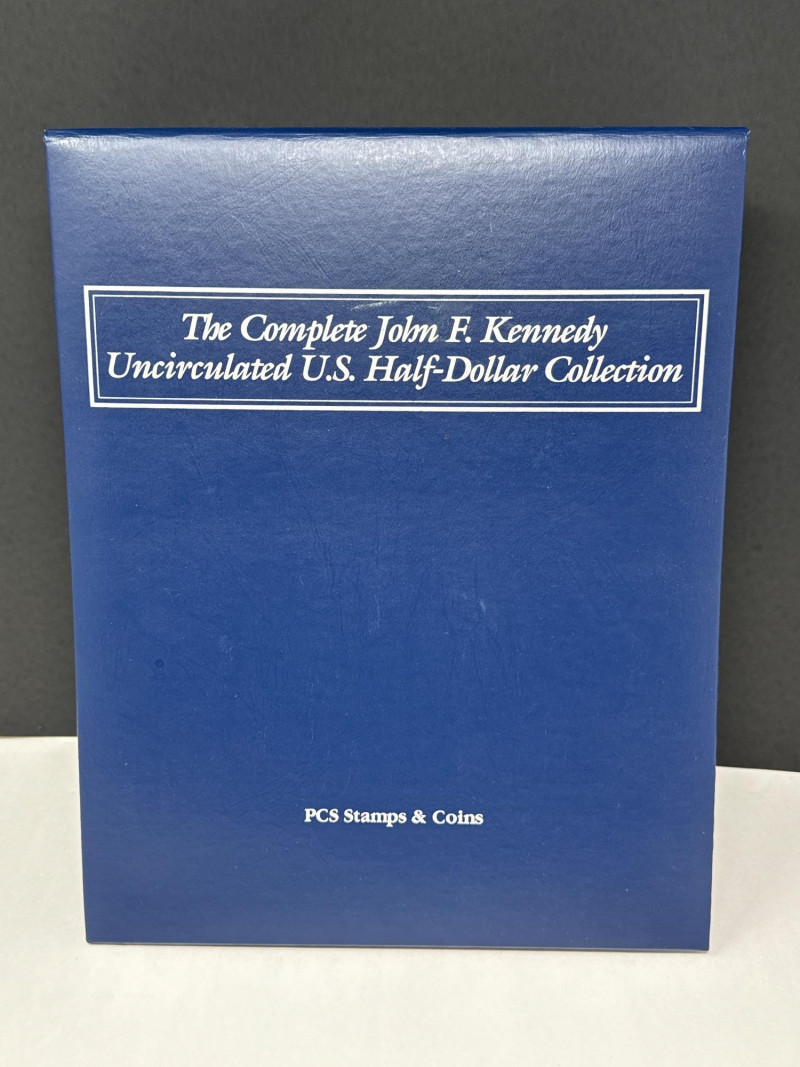 The Complete John F. Kennedy
Uncirculated U.S. Half-Dollar Collection
PCS Stamps & Coins